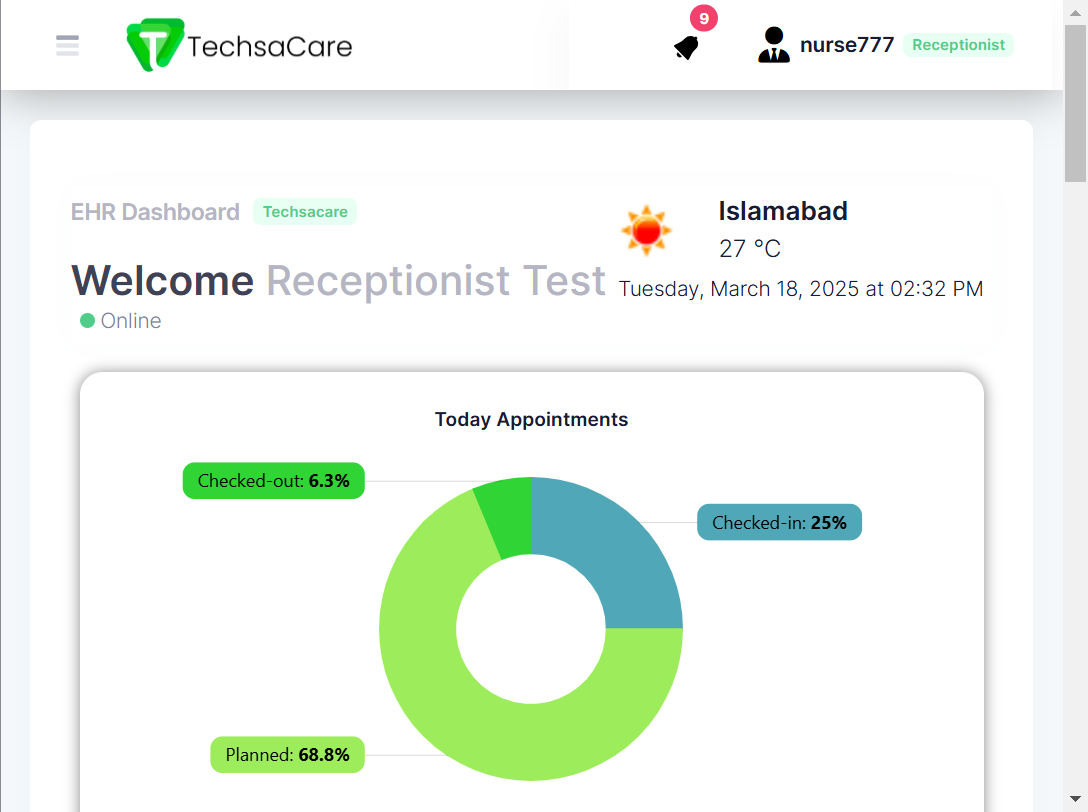 TechsaCare
9
nurse777 Receptionist
EHR Dashboard Techsacare
Welcome Receptionist Test
Online
Islamabad
27 °C
Tuesday, March 18, 2025 at 02:32 PM
Today Appointments
Checked-out: 6.3%
Checked-in: 25%
Planned: 68.8%